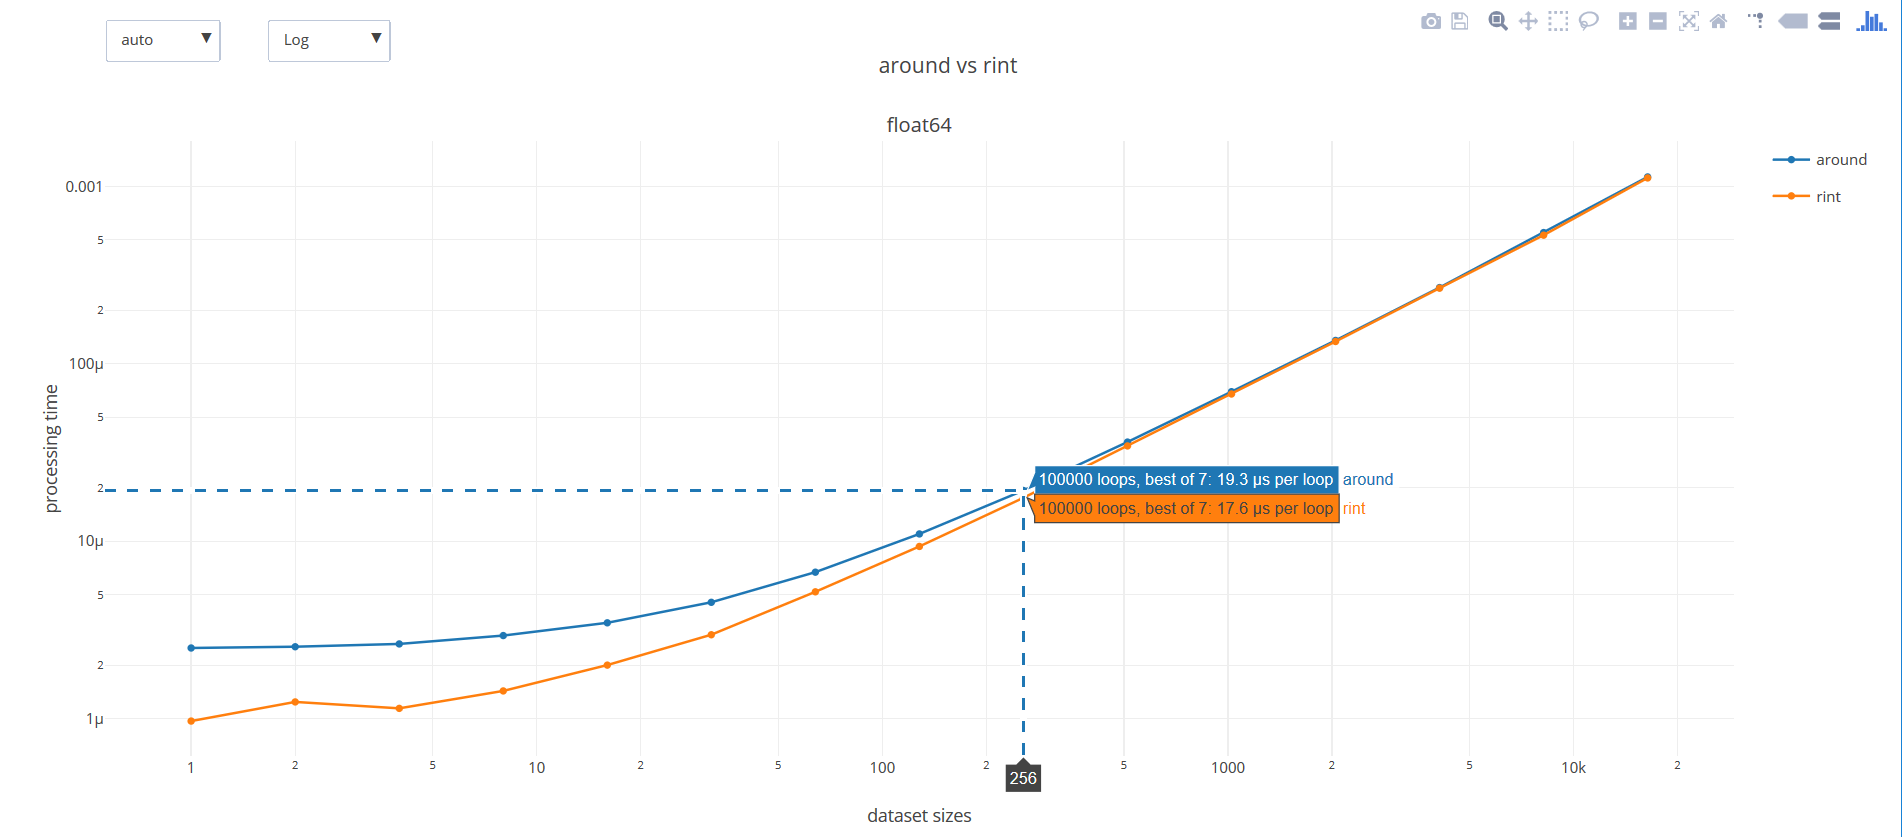 auto
Log
around vs rint
float64
around
rint
0.001
5
2
100µ
5
2
10µ
5
2
1µ
processing time
100000 loops, best of 7: 19.3 µs per loop around
100000 loops, best of 7: 17.6 µs per loop rint
1 2 5 10 2 5 100 2 5 1000 2 5 10k 2
256
dataset sizes